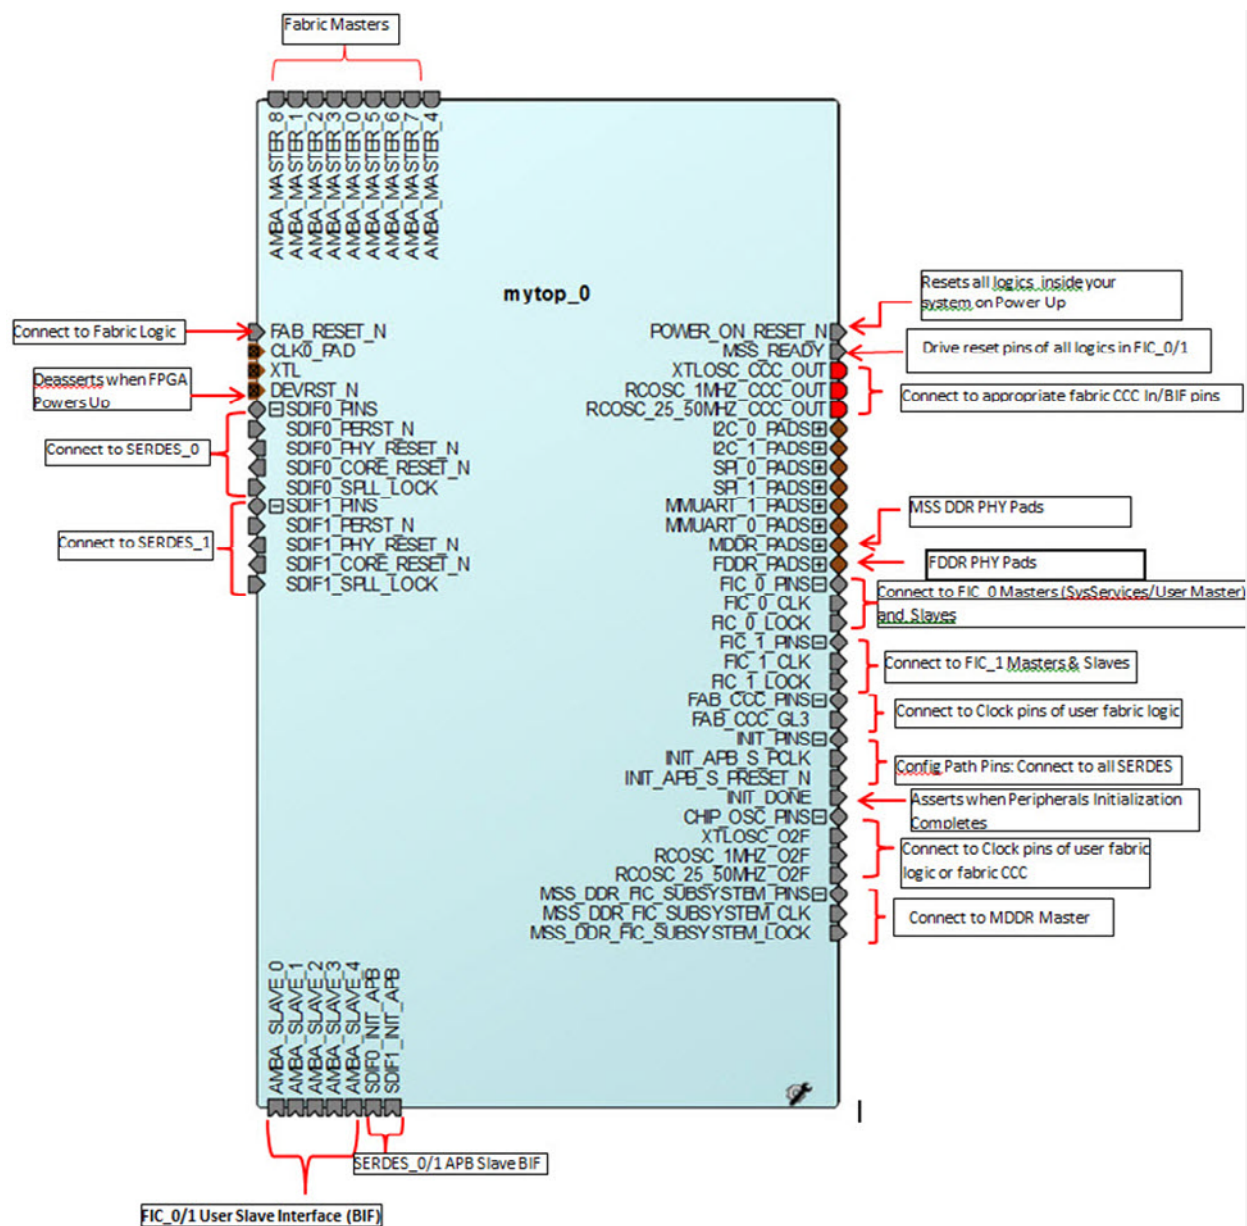 Fabric Masters
AMBA_MASTER_8
AMBA_MASTER_1
AMBA_MASTER_2
AMBA_MASTER_3
AMBA_MASTER_0
AMBA_MASTER_5
AMBA_MASTER_6
AMBA_MASTER_7
AMBA_MASTER_4
mytop_0
Connect to Fabric Logic
Deasserts when FPGA
Powers Up
Connect to SERDES_0
Connect to SERDES_1
FAB_RESET_N
CLK0_PAD
XTL
DEVRST_N
SDIF0_PINS
SDIF0_PERST_N
SDIF0_PHY_RESET_N
SDIF0_CORE_RESET_N
SDIF0_SPLL_LOCK
SDIF1_PINS
SDIF1_PERST_N
SDIF1_PHY_RESET_N
SDIF1_CORE_RESET_N
SDIF1_SPLL_LOCK
POWER_ON_RESET_N
MSS_READY
XTLOSC_CCC_OUT
RCOSC_1MHZ_CCC_OUT
RCOSC_25_50MHZ_CCC_OUT
I2C_0_PADS
I2C_1_PADS
SPI_0_PADS
SPI_1_PADS
MMUART_1_PADS
MMUART_0_PADS
MDDR_PADS
FDDR_PADS
FIC_0_PINS
FIC_0_CLK
FIC_0_LOCK
FIC_1_PINS
FIC_1_CLK
FIC_1_LOCK
FAB_CCC_PINS
FAB_CCC_GL3
INIT_PINS
INIT_APB_S_PCLK
INIT_APB_S_PRESET_N
INIT_DONE
CHIP_OSC_PINS
XTLOSC_O2F
RCOSC_1MHZ_O2F
RCOSC_25_50MHZ_O2F
MSS_DDR_FIC_SUBSYSTEM_PINS
MSS_DDR_FIC_SUBSYSTEM_CLK
MSS_DDR_FIC_SUBSYSTEM_LOCK
Resets all logics inside your
system on Power Up
Drive reset pins of all logics in FIC_0/1
Connect to appropriate fabric CCC In/BIF pins
MSS DDR PHY Pads
FDDR PHY Pads
Connect to FIC_0 Masters (SysServices/User Master)
and Slaves
Connect to FIC_1 Masters & Slaves
Connect to Clock pins of user fabric logic
Config Path Pins: Connect to all SERDES
Asserts when Peripherals Initialization
Completes
Connect to Clock pins of user fabric
logic or fabric CCC
Connect to MDDR Master
AMBA_SLAVE_0
AMBA_SLAVE_1
AMBA_SLAVE_2
AMBA_SLAVE_3
AMBA_SLAVE_4
SDIF0_INIT_APB
SDIF1_INIT_APB
SERDES_0/1 APB Slave BIF
FIC_0/1 User Slave Interface (BIF)